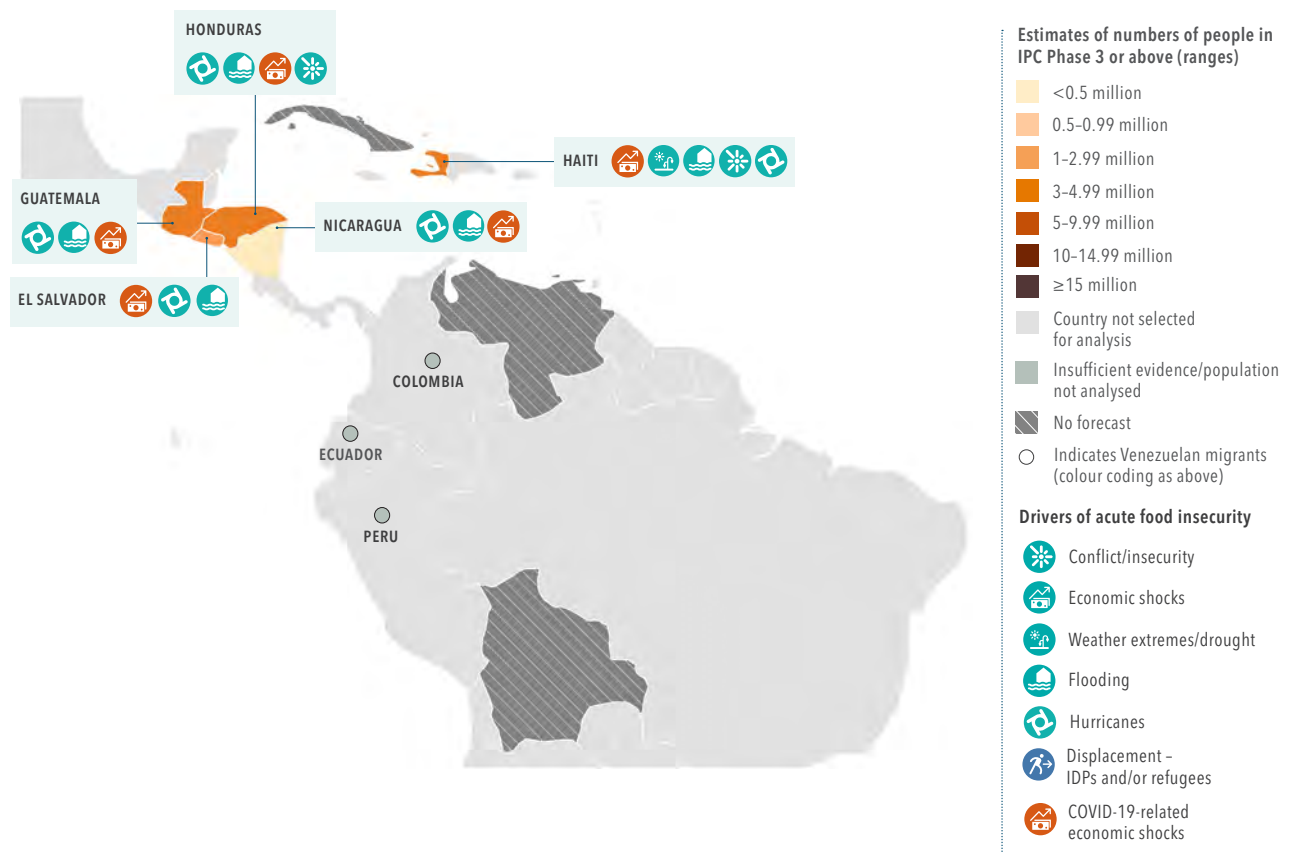 HONDURAS
HAITI
GUATEMALA
NICARAGUA
EL SALVADOR
COLOMBIA
ECUADOR
PERU
Estimates of numbers of people in
IPC Phase 3 or above (ranges)
<0.5 million
0.5–0.99 million
1–2.99 million
3–4.99 million
5–9.99 million
10–14.99 million
≥15 million
Country not selected
for analysis
Insufficient evidence/population
not analysed
No forecast
Indicates Venezuelan migrants
(colour coding as above)
Drivers of acute food insecurity
Conflict/insecurity
Economic shocks
Weather extremes/drought
Flooding
Hurricanes
Displacement –
IDPs and/or refugees
COVID-19-related
economic shocks